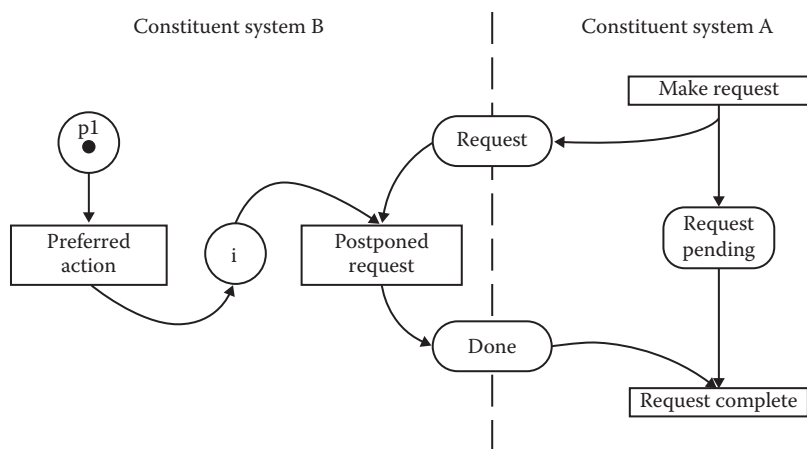 Constituent system B
Constituent system A
Make request
p1
Request
Request
pending
Preferred
action
i
Postponed
request
Done
Request complete